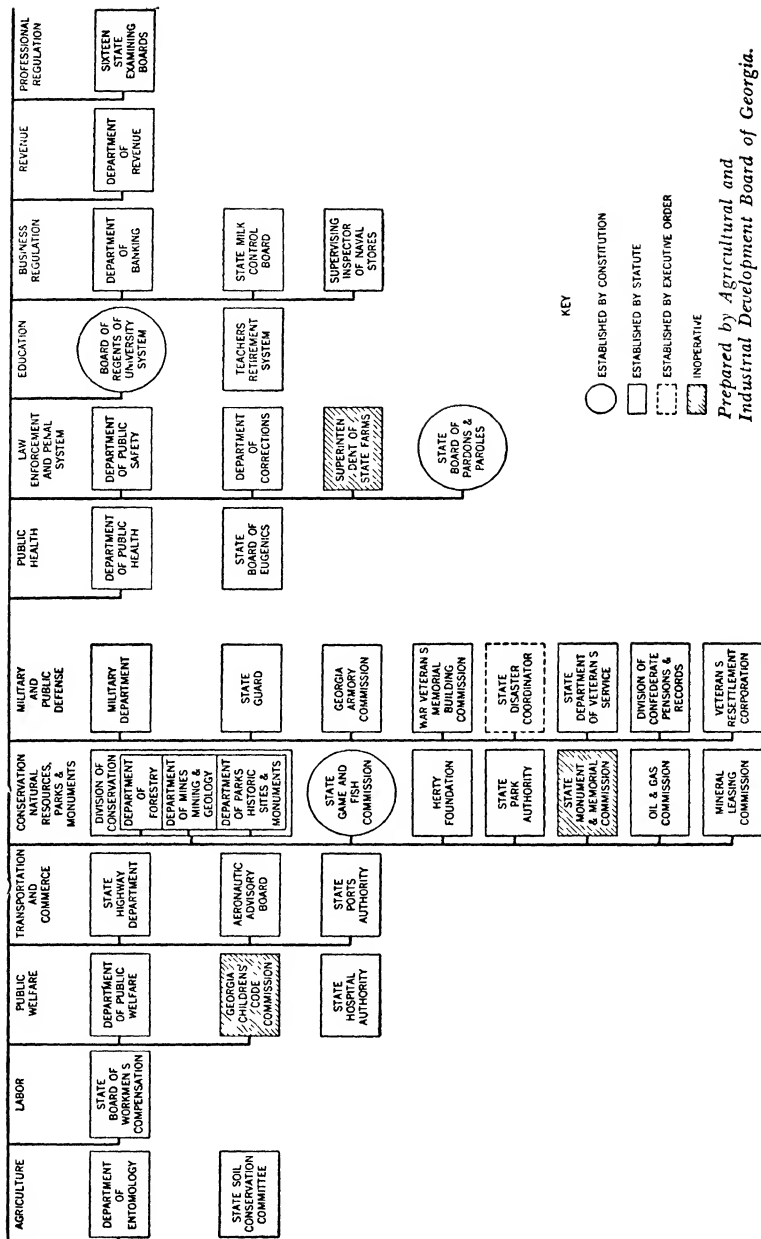 AGRICULTURE
DEPARTMENT
OF
ENTOMOLOGY
STATE SOIL
CONSERVATION
COMMITTEE
LABOR
STATE
BOARD OF
WORKMEN S
COMPENSATION
PUBLIC
WELFARE
DEPARTMENT
OF PUBLIC
WELFARE
GEORGIA
CHILDRENS'
CODE
COMMISSION
STATE
HOSPITAL
AUTHORITY
TRANSPORTATION
AND
COMMERCE
STATE
HIGHWAY
DEPARTMENT
AERONAUTIC
ADVISORY
BOARD
STATE
PORTS
AUTHORITY
CONSERVATION
NATURAL
RESOURCES,
PARKS &
MONUMENTS
DIVISION OF
CONSERVATION
DEPARTMENT
OF
FORESTRY
DEPARTMENT
OF MINES
MINING &
GEOLOGY
DEPARTMENT
OF PARKS
HISTORIC
SITES &
MONUMENTS
STATE
GAME AND
FISH
COMMISSION
HERTY
FOUNDATION
STATE
PARK
AUTHORITY
STATE
MONUMENT
& MEMORIAL
COMMISSION
OIL & GAS
COMMISSION
MINERAL
LEASING
COMMISSION
MILITARY
AND
PUBLIC
DEFENSE
MILITARY
DEPARTMENT
STATE
GUARD
GEORGIA
ARMORY
COMMISSION
WAR VETERAN S
MEMORIAL
BUILDING
COMMISSION
STATE
DISASTER
COORDINATOR
STATE
DEPARTMENT
OF VETERAN S
SERVICE
DIVISION OF
CONFEDERATE
PENSIONS &
RECORDS
VETERAN S
RESETTLEMENT
CORPORATION
PUBLIC
HEALTH
DEPARTMENT
OF PUBLIC
HEALTH
STATE
BOARD OF
EUGENICS
LAW
ENFORCEMENT
AND PENAL
SYSTEM
DEPARTMENT
OF PUBLIC
SAFETY
DEPARTMENT
OF
CORRECTIONS
SUPERINTEN
DENT OF
STATE FARMS
STATE
BOARD OF
PARDONS &
PAROLES
EDUCATION
BOARD OF
REGENTS OF
UNIVERSITY
SYSTEM
TEACHERS
RETIREMENT
SYSTEM
BUSINESS
REGULATION
DEPARTMENT
OF
BANKING
STATE MILK
CONTROL
BOARD
SUPERVISING
INSPECTOR
OF NAVAL
STORES
REVENUE
DEPARTMENT
OF
REVENUE
PROFESSIONAL
REGULATION
SIXTEEN
STATE
EXAMINING
BOARDS
KEY
ESTABLISHED BY CONSTITUTION
ESTABLISHED BY STATUTE
ESTABLISHED BY EXECUTIVE ORDER
INOPERATIVE
Prepared by Agricultural and
Industrial Development Board of Georgia.